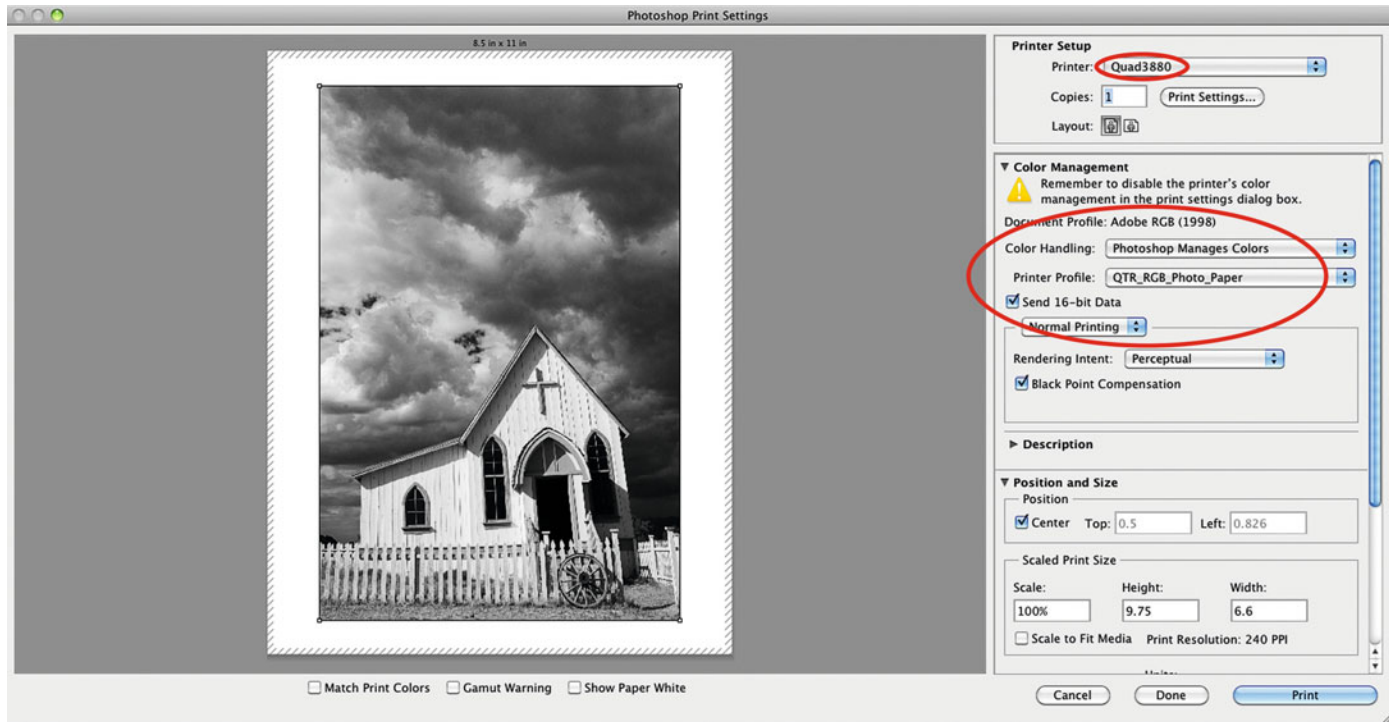 Photoshop Print Settings
8.5 in x 11 in
Printer Setup
Printer: Quad3880
Copies: 1 Print Settings...
Layout:
Color Management
Remember to disable the printer's color
management in the print settings dialog box.
Document Profile: Adobe RGB (1998)
Color Handling: Photoshop Manages Colors
Printer Profile: QTR_RGB_Photo_Paper
Send 16-bit Data
Normal Printing
Rendering Intent: Perceptual
Black Point Compensation
Description
Position and Size
Position
Center Top: 0.5 Left: 0.826
Scaled Print Size
Scale: Height: Width:
100% 9.75 6.6
Scale to Fit Media Print Resolution: 240 PPI
Match Print Colors Gamut Warning Show Paper White
Cancel Done Print